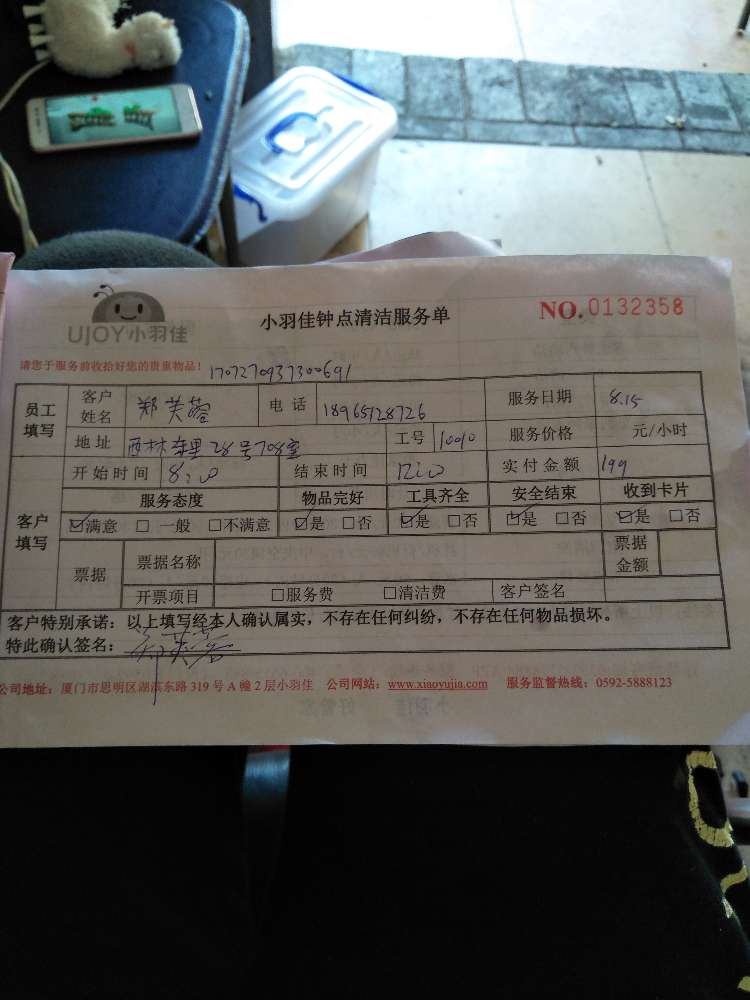 UJOY小羽佳
小羽佳钟点清洁服务单
NO.0132358
请您于服务前收拾好您的贵重物品！
1707270937300691
员工填写 客户姓名 郑芙蓉 电话 18965128726 服务日期 8.15
地址 西林东里28号708室 工号 10010 服务价格 元/小时
客户填写 开始时间 8:00 结束时间 12:00 实付金额 199
服务态度 物品完好 工具齐全 安全结束 收到卡片
☑满意 □一般 □不满意 ☑是 □否 ☑是 □否 ☑是 □否 ☑是 □否
票据 票据名称 票据金额
开票项目 □服务费 □清洁费 客户签名
客户特别承诺：以上填写经本人确认属实，不存在任何纠纷，不存在任何物品损坏。
特此确认签名：郑芙蓉
公司地址：厦门市思明区湖滨东路319号A幢2层小羽佳 公司网站：www.xiaoyujia.com 服务监督热线：0592-5888123